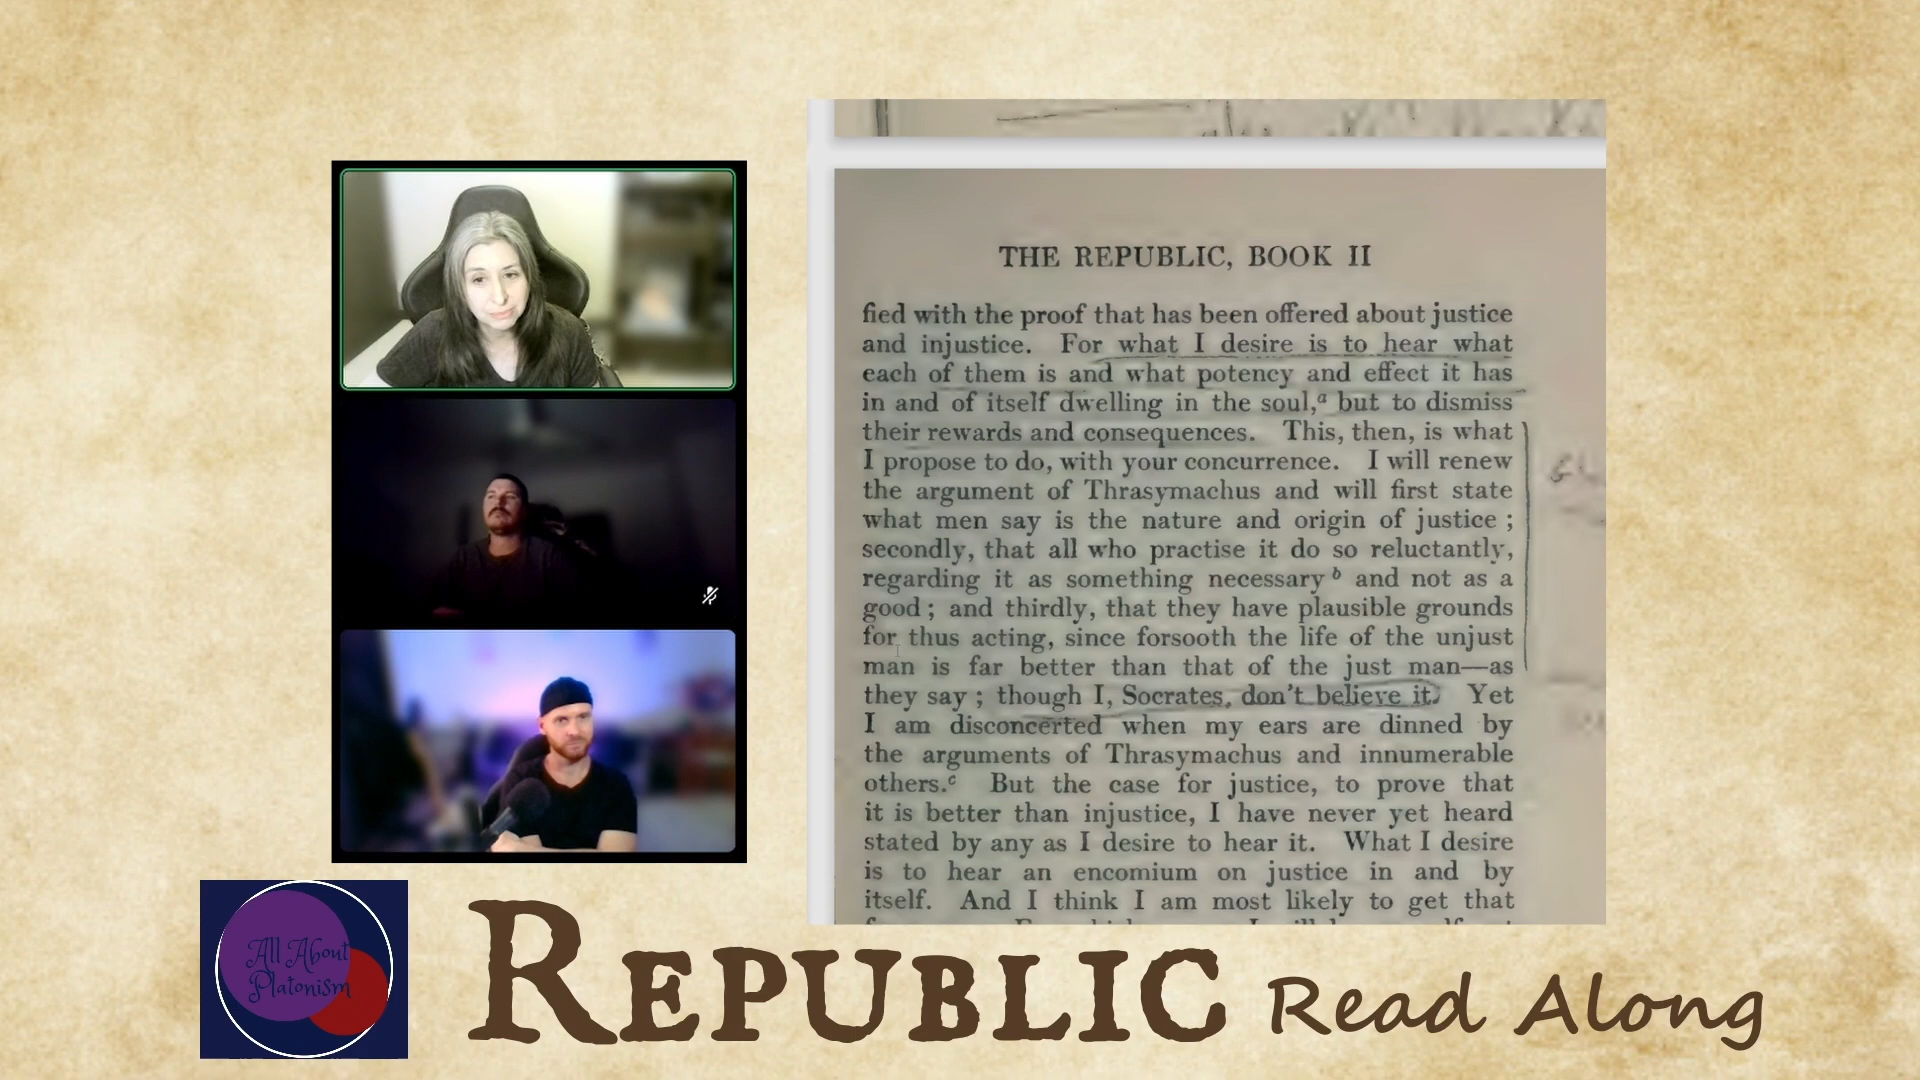 THE REPUBLIC, BOOK II
fied with the proof that has been offered about justice
and injustice. For what I desire is to hear what
each of them is and what potency and effect it has
in and of itself dwelling in the soul,ᵃ but to dismiss
their rewards and consequences. This, then, is what
I propose to do, with your concurrence. I will renew
the argument of Thrasymachus and will first state
what men say is the nature and origin of justice ;
secondly, that all who practise it do so reluctantly,
regarding it as something necessary ᵇ and not as a
good ; and thirdly, that they have plausible grounds
for thus acting, since forsooth the life of the unjust
man is far better than that of the just man—as
they say ; though I, Socrates, don't believe it. Yet
I am disconcerted when my ears are dinned by
the arguments of Thrasymachus and innumerable
others.ᶜ But the case for justice, to prove that
it is better than injustice, I have never yet heard
stated by any as I desire to hear it. What I desire
is to hear an encomium on justice in and by
itself. And I think I am most likely to get that
All About
Platonism
REPUBLIC Read Along